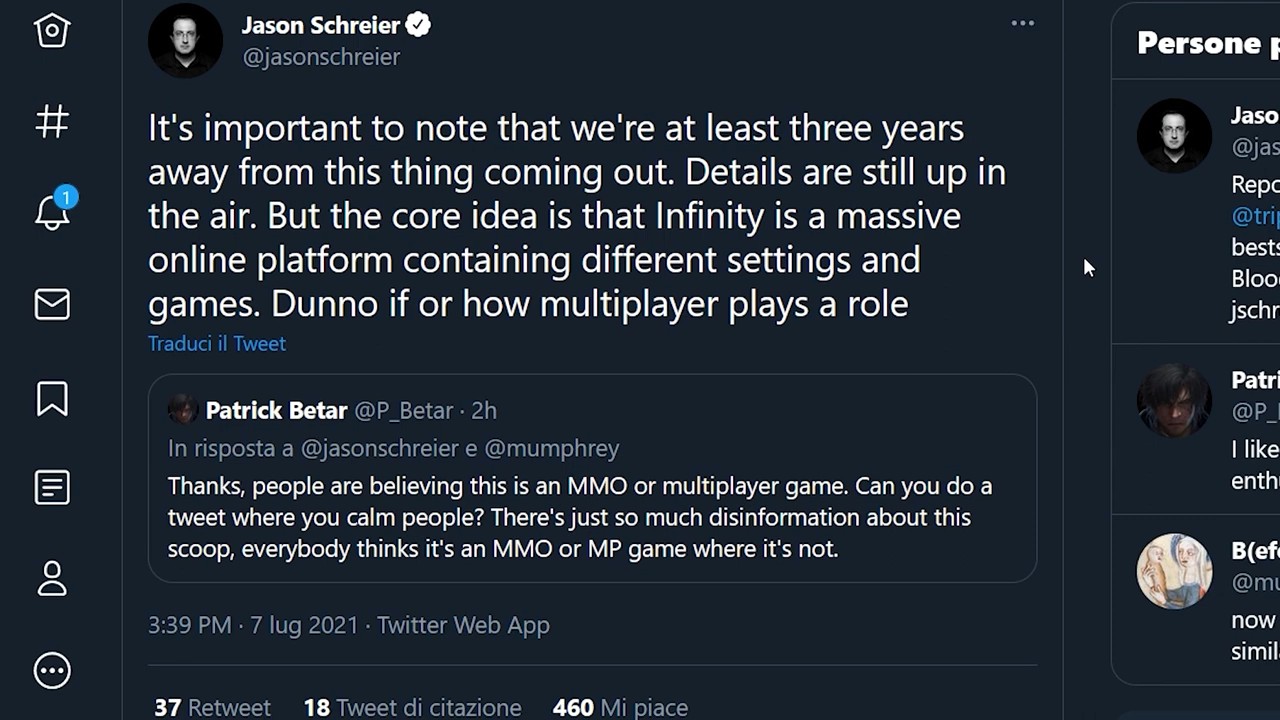 Jason Schreier
@jasonschreier
It's important to note that we're at least three years
away from this thing coming out. Details are still up in
the air. But the core idea is that Infinity is a massive
online platform containing different settings and
games. Dunno if or how multiplayer plays a role
Traduci il Tweet
Patrick Betar @P_Betar · 2h
In risposta a @jasonschreier e @mumphrey
Thanks, people are believing this is an MMO or multiplayer game. Can you do a
tweet where you calm people? There's just so much disinformation about this
scoop, everybody thinks it's an MMO or MP game where it's not.
3:39 PM · 7 lug 2021 · Twitter Web App
37 Retweet 18 Tweet di citazione 460 Mi piace
1
Persone p
Jaso
@jas
Repo
@trip
bests
Bloo
jschr
Patri
@P_
I like
enth
B(efo
@mu
now
simila